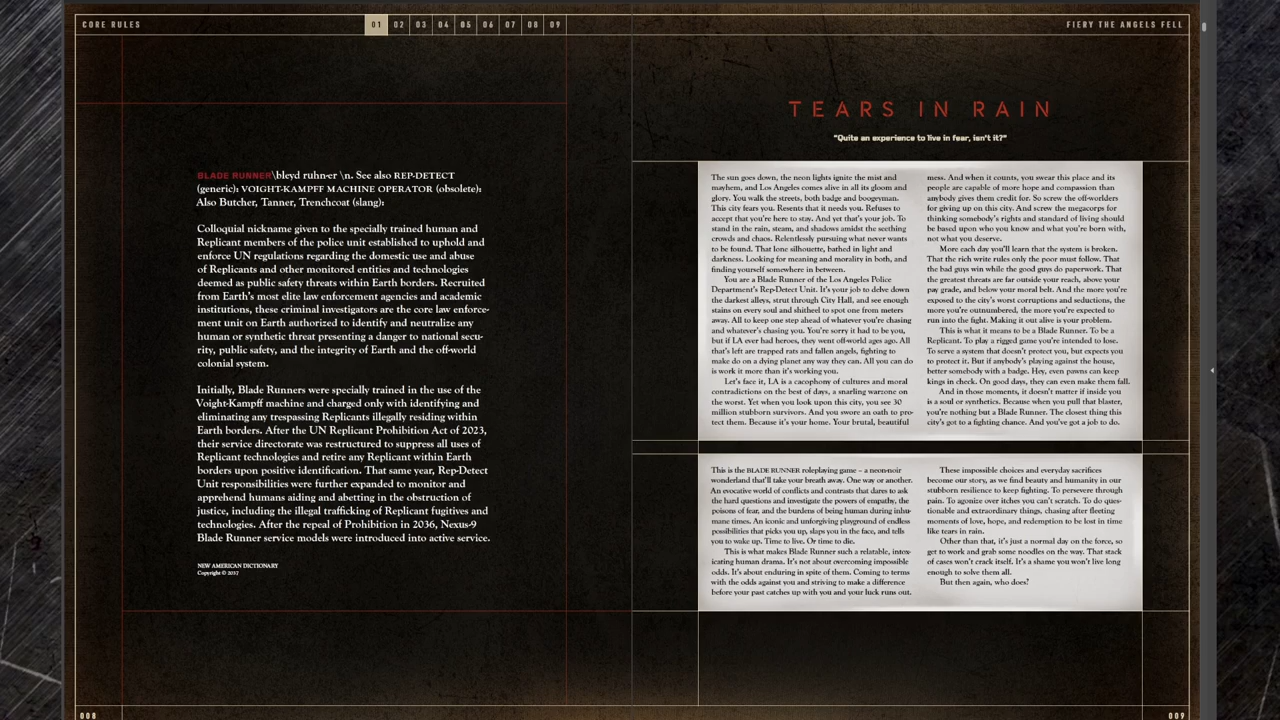 CORE RULES
01 02 03 04 05 06 07 08 09
FIERY THE ANGELS FELL
BLADE RUNNER\bleyd ruhn-er \n. See also REP-DETECT
(generic): VOIGHT-KAMPFF MACHINE OPERATOR (obsolete):
Also Butcher, Tanner, Trenchcoat (slang):
Colloquial nickname given to the specially trained human and
Replicant members of the police unit established to uphold and
enforce UN regulations regarding the domestic use and abuse
of Replicants and other monitored entities and technologies
deemed as public safety threats within Earth borders. Recruited
from Earth's most elite law enforcement agencies and academic
institutions, these criminal investigators are the core law enforce-
ment unit on Earth authorized to identify and neutralize any
human or synthetic threat presenting a danger to national secu-
rity, public safety, and the integrity of Earth and the off-world
colonial system.
Initially, Blade Runners were specially trained in the use of the
Voight-Kampff machine and charged only with identifying and
eliminating any trespassing Replicants illegally residing within
Earth borders. After the UN Replicant Prohibition Act of 2023,
their service directorate was restructured to suppress all uses of
Replicant technologies and retire any Replicant within Earth
borders upon positive identification. That same year, Rep-Detect
Unit responsibilities were further expanded to monitor and
apprehend humans aiding and abetting in the obstruction of
justice, including the illegal trafficking of Replicant fugitives and
technologies. After the repeal of Prohibition in 2036, Nexus-9
Blade Runner service models were introduced into active service.
NEW AMERICAN DICTIONARY
Copyright © 2037
008
TEARS IN RAIN
"Quite an experience to live in fear, isn't it?"
The sun goes down, the neon lights ignite the mist and
mayhem, and Los Angeles comes alive in all its gloom and
glory. You walk the streets, both badge and boogeyman.
This city fears you. Resents that it needs you. Refuses to
accept that you're here to stay. And yet that's your job. To
stand in the rain, steam, and shadows amidst the seething
crowds and chaos. Relentlessly pursuing what never wants
to be found. That lone silhouette, bathed in light and
darkness. Looking for meaning and morality in both, and
finding yourself somewhere in between.
You are a Blade Runner of the Los Angeles Police
Department's Rep-Detect Unit. It's your job to delve down
the darkest alleys, strut through City Hall, and see enough
stains on every soul and shitheel to spot one from meters
away. All to keep one step ahead of whatever you're chasing
and whatever's chasing you. You're sorry it had to be you,
but if LA ever had heroes, they went off-world ages ago. All
that's left are trapped rats and fallen angels, fighting to
make do on a dying planet any way they can. All you can do
is work it more than it's working you.
Let's face it, LA is a cacophony of cultures and moral
contradictions on the best of days, a snarling warzone on
the worst. Yet when you look upon this city, you see 30
million stubborn survivors. And you swore an oath to pro-
tect them. Because it's your home. Your brutal, beautiful
mess. And when it counts, you swear this place and its
people are capable of more hope and compassion than
anybody gives them credit for. So screw the off-worlders
for giving up on this city. And screw the megacorps for
thinking somebody's rights and standard of living should
be based upon who you know and what you're born with,
not what you deserve.
More each day you'll learn that the system is broken.
That the rich write rules only the poor must follow. That
the bad guys win while the good guys do paperwork. That
the greatest threats are far outside your reach, above your
pay grade, and below your moral belt. And the more you're
exposed to the city's worst corruptions and seductions, the
more you're outnumbered, the more you're expected to
run into the fight. Making it out alive is your problem.
This is what it means to be a Blade Runner. To be a
Replicant. To play a rigged game you're intended to lose.
To serve a system that doesn't protect you, but expects you
to protect it. But if anybody's playing against the house,
better somebody with a badge. Hey, even pawns can keep
kings in check. On good days, they can even make them fall.
And in those moments, it doesn't matter if inside you
is a soul or synthetics. Because when you pull that blaster,
you're nothing but a Blade Runner. The closest thing this
city's got to a fighting chance. And you've got a job to do.
This is the BLADE RUNNER roleplaying game – a neon-noir
wonderland that'll take your breath away. One way or another.
An evocative world of conflicts and contrasts that dares to ask
the hard questions and investigate the powers of empathy, the
poisons of fear, and the burdens of being human during inhu-
mane times. An iconic and unforgiving playground of endless
possibilities that picks you up, slaps you in the face, and tells
you to wake up. Time to live. Or time to die.
This is what makes Blade Runner such a relatable, intox-
icating human drama. It's not about overcoming impossible
odds. It's about enduring in spite of them. Coming to terms
with the odds against you and striving to make a difference
before your past catches up with you and your luck runs out.
These impossible choices and everyday sacrifices
become our story, as we find beauty and humanity in our
stubborn resilience to keep fighting. To persevere through
pain. To agonize over itches you can't scratch. To do ques-
tionable and extraordinary things, chasing after fleeting
moments of love, hope, and redemption to be lost in time
like tears in rain.
Other than that, it's just a normal day on the force, so
get to work and grab some noodles on the way. That stack
of cases won't crack itself. It's a shame you won't live long
enough to solve them all.
But then again, who does?
009